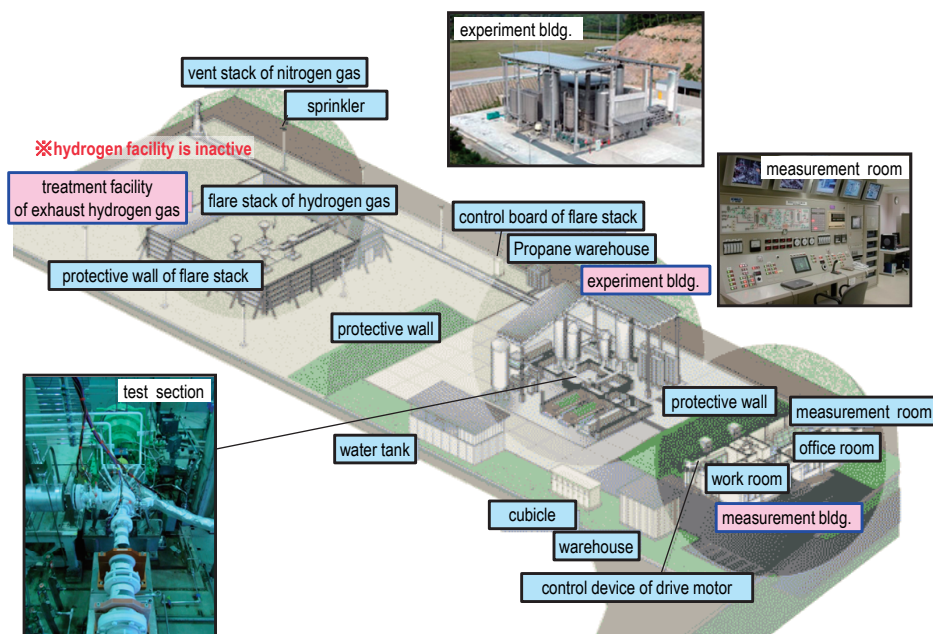 experiment bldg.
vent stack of nitrogen gas
sprinkler
※hydrogen facility is inactive
measurement room
treatment facility
of exhaust hydrogen gas
flare stack of hydrogen gas
control board of flare stack
Propane warehouse
protective wall of flare stack
experiment bldg.
protective wall
test section
protective wall
measurement room
water tank
office room
work room
cubicle
measurement bldg.
warehouse
control device of drive motor